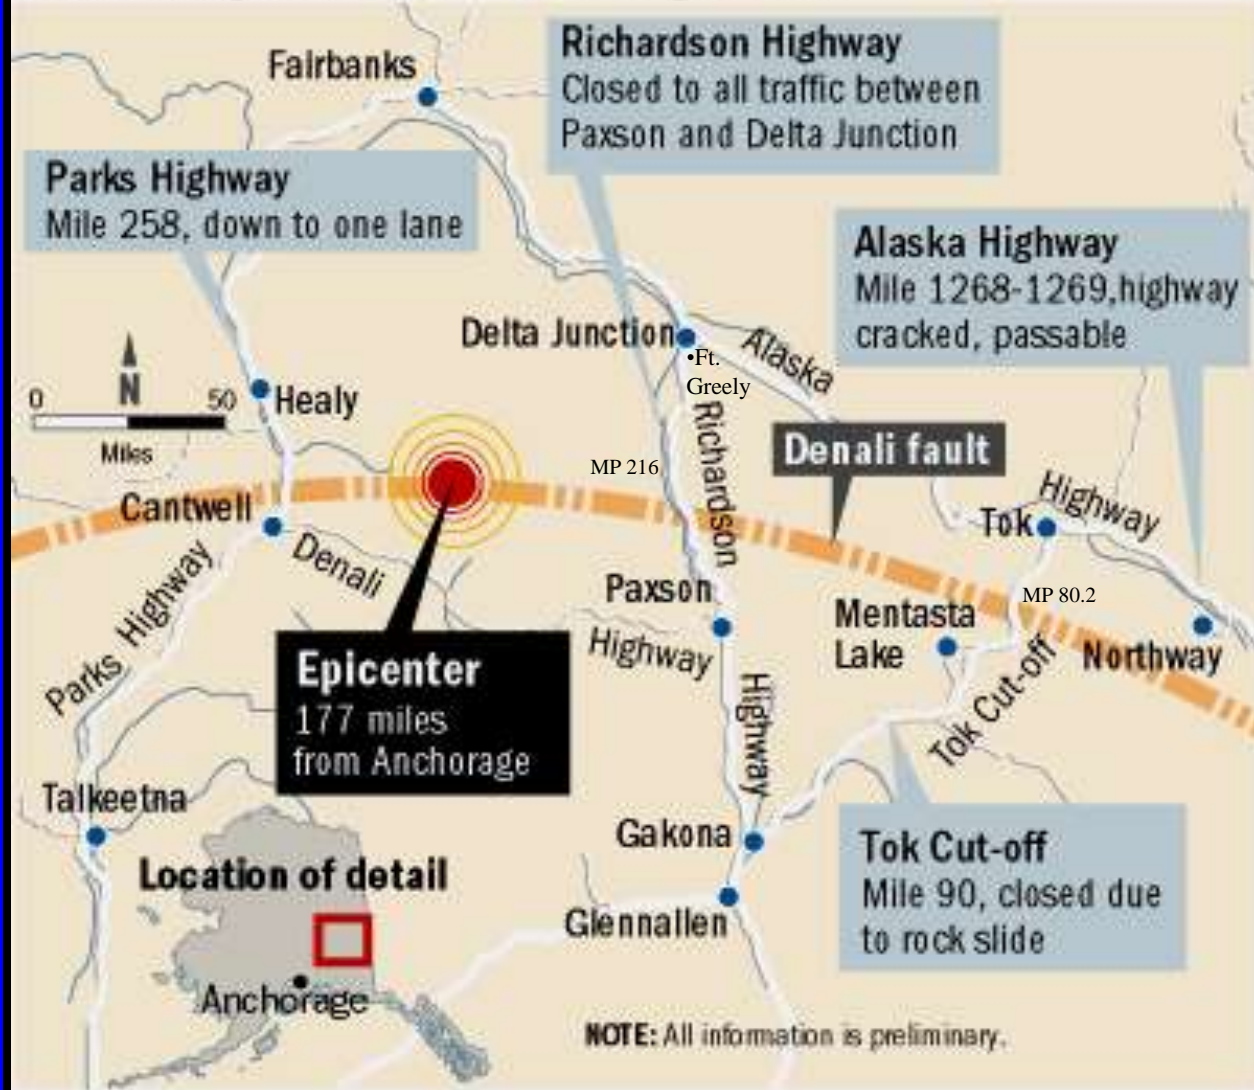 Fairbanks
Richardson Highway
Closed to all traffic between
Paxson and Delta Junction
Parks Highway
Mile 258, down to one lane
Alaska Highway
Mile 1268-1269,highway
cracked, passable
Delta Junction
•Ft.
Greely
Alaska
N
0 50
Miles
Healy
Richardson
Denali fault
MP 216
Cantwell
Highway
Tok
Denali
Paxson
MP 80.2
Mentasta
Lake
Parks Highway
Highway
Northway
Epicenter
177 miles
from Anchorage
Highway
Tok Cut-off
Talkeetna
Gakona
Tok Cut-off
Mile 90, closed due
to rock slide
Location of detail
Glennallen
Anchorage
NOTE: All information is preliminary.